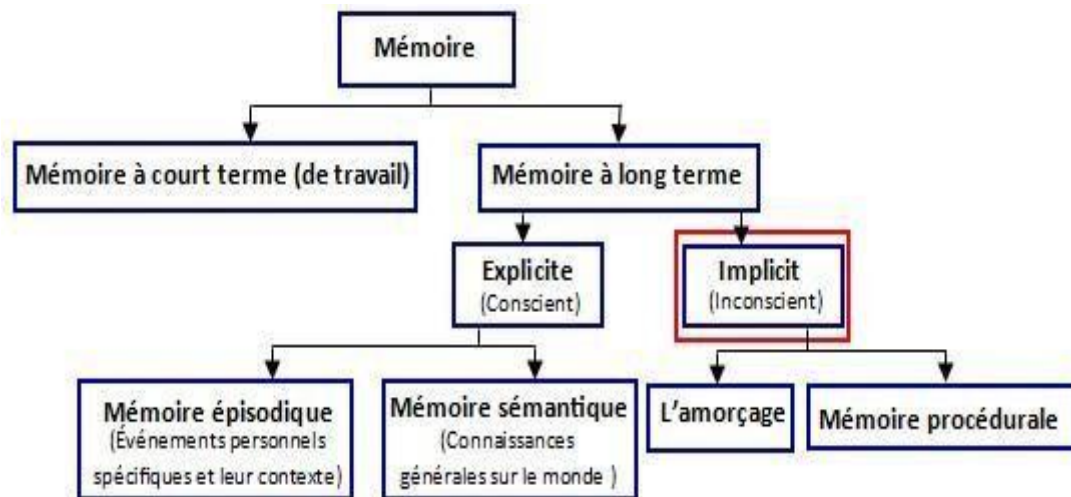 Mémoire
Mémoire à court terme (de travail)
Mémoire à long terme
Explicite
(Conscient)
Implicit
(Inconscient)
Mémoire épisodique
(Événements personnels
spécifiques et leur contexte)
Mémoire sémantique
(Connaissances
générales sur le monde )
L'amorçage
Mémoire procédurale